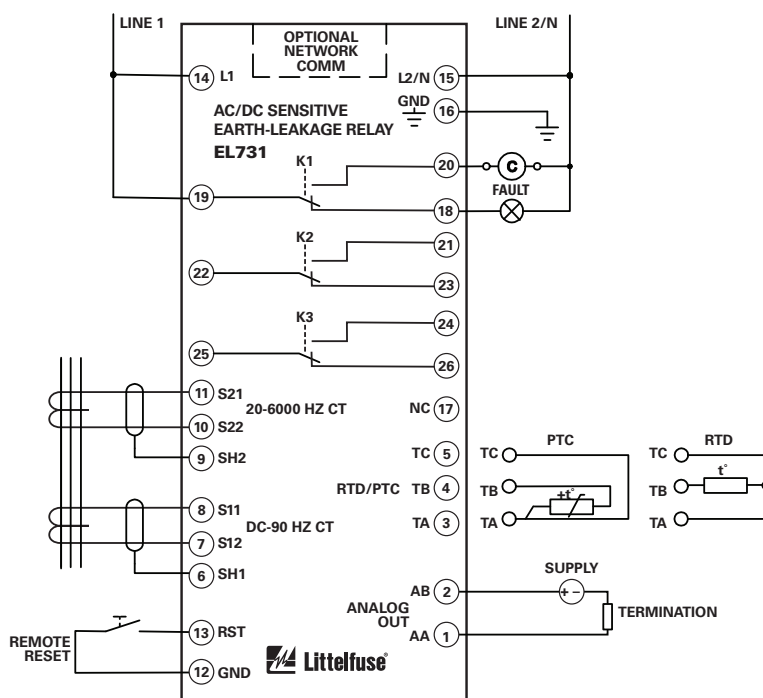 LINE 1
LINE 2/N
OPTIONAL
NETWORK
COMM
14 L1
L2/N 15
GND 16
AC/DC SENSITIVE
EARTH-LEAKAGE RELAY
EL731
K1
19
20
C
FAULT
18
K2
21
22
23
K3
24
25
26
11 S21
20-6000 HZ CT
10 S22
9 SH2
NC 17
TC 5
RTD/PTC TB 4
TA 3
TC PTC
TB +t°
TA
TC RTD
TB t°
TA
8 S11
DC-90 HZ CT
7 S12
6 SH1
AB 2
ANALOG
OUT
AA 1
SUPPLY
+ −
TERMINATION
REMOTE
RESET
13 RST
12 GND
Littelfuse®